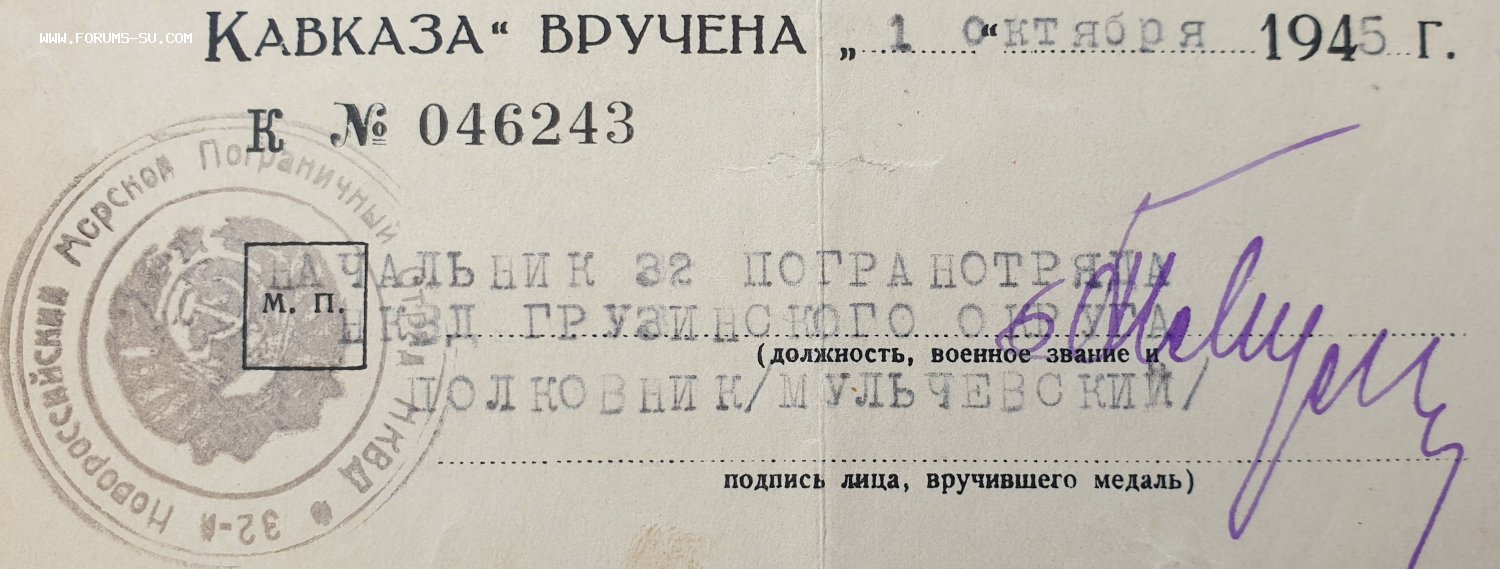 WWW.FORUMS-SU.COM
КАВКАЗА“ ВРУЧЕНА „1“ октября 1945 г.
К № 046243
НАЧАЛЬНИК 32 ПОГРАНОТРЯДА
М. П.
НКВД ГРУЗИНСКОГО ОКРУГА
(должность, военное звание и
ПОЛКОВНИК/МУЛЬЧЕВСКИЙ/
подпись лица, вручившего медаль)
32-й Новороссийский Морской Пограничный Отряд НКВД